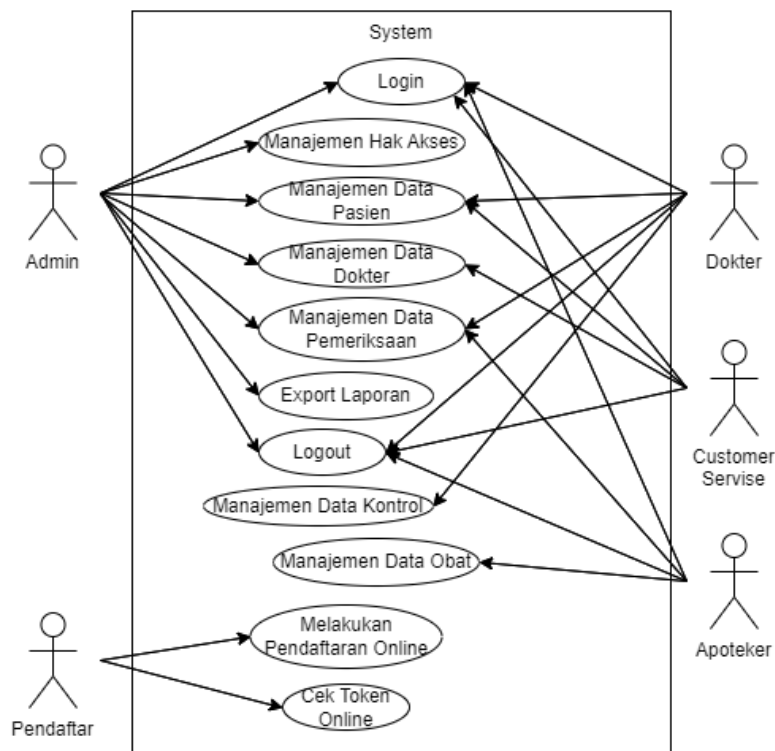 System
Login
Manajemen Hak Akses
Manajemen Data
Pasien
Manajemen Data
Dokter
Manajemen Data
Pemeriksaan
Export Laporan
Logout
Manajemen Data Kontrol
Manajemen Data Obat
Melakukan
Pendaftaran Online
Cek Token
Online
Admin
Pendaftar
Dokter
Customer
Servise
Apoteker